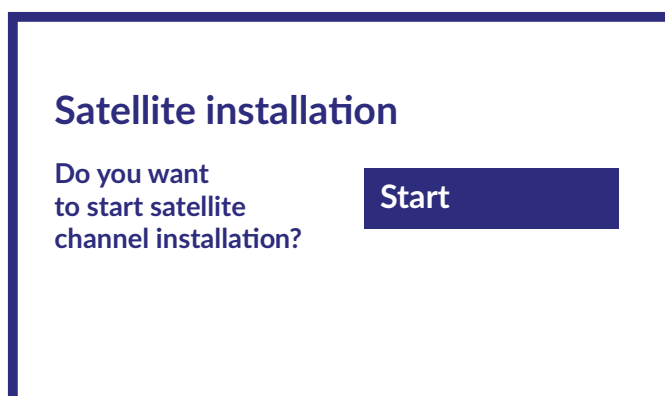 Satellite installation
Do you want
to start satellite
channel installation?
Start